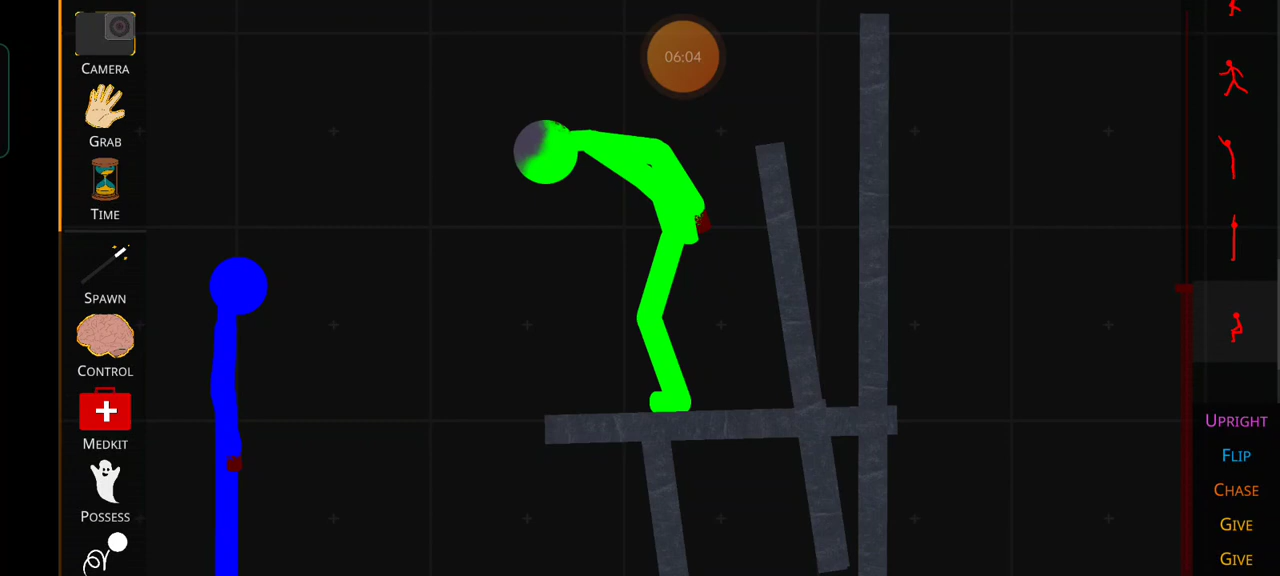 CAMERA
GRAB
TIME
SPAWN
CONTROL
MEDKIT
POSSESS
06:04
UPRIGHT
FLIP
CHASE
GIVE
GIVE